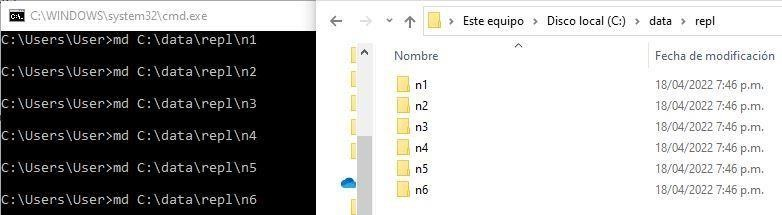 C:\WINDOWS\system32\cmd.exe
C:\Users\User>md C:\data\repl\n1
C:\Users\User>md C:\data\repl\n2
C:\Users\User>md C:\data\repl\n3
C:\Users\User>md C:\data\repl\n4
C:\Users\User>md C:\data\repl\n5
C:\Users\User>md C:\data\repl\n6
Este equipo > Disco local (C:) > data > repl
Nombre Fecha de modificación
n1 18/04/2022 7:46 p.m.
n2 18/04/2022 7:46 p.m.
n3 18/04/2022 7:46 p.m.
n4 18/04/2022 7:46 p.m.
n5 18/04/2022 7:46 p.m.
n6 18/04/2022 7:46 p.m.